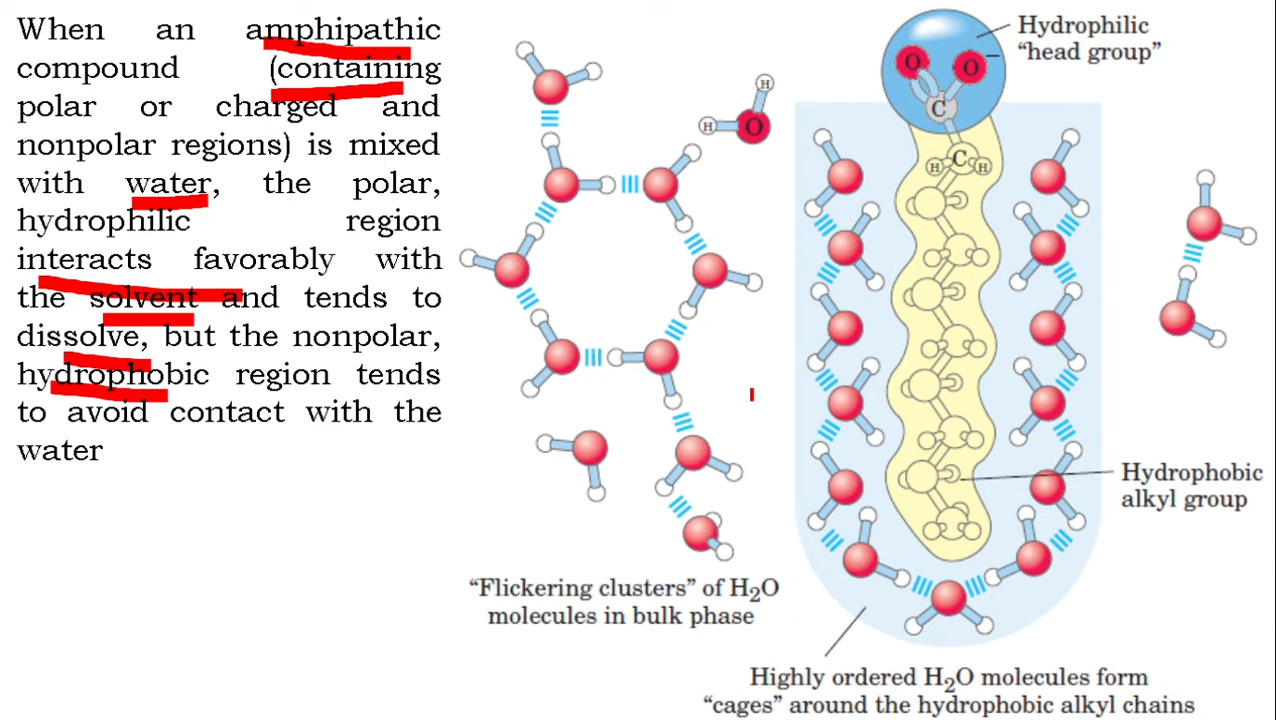 When an amphipathic
compound (containing
polar or charged and
nonpolar regions) is mixed
with water, the polar,
hydrophilic region
interacts favorably with
the solvent and tends to
dissolve, but the nonpolar,
hydrophobic region tends
to avoid contact with the
water
Hydrophilic
“head group”
O
O−
C
H
H
O
H
C
H
Hydrophobic
alkyl group
“Flickering clusters” of H₂O
molecules in bulk phase
Highly ordered H₂O molecules form
“cages” around the hydrophobic alkyl chains